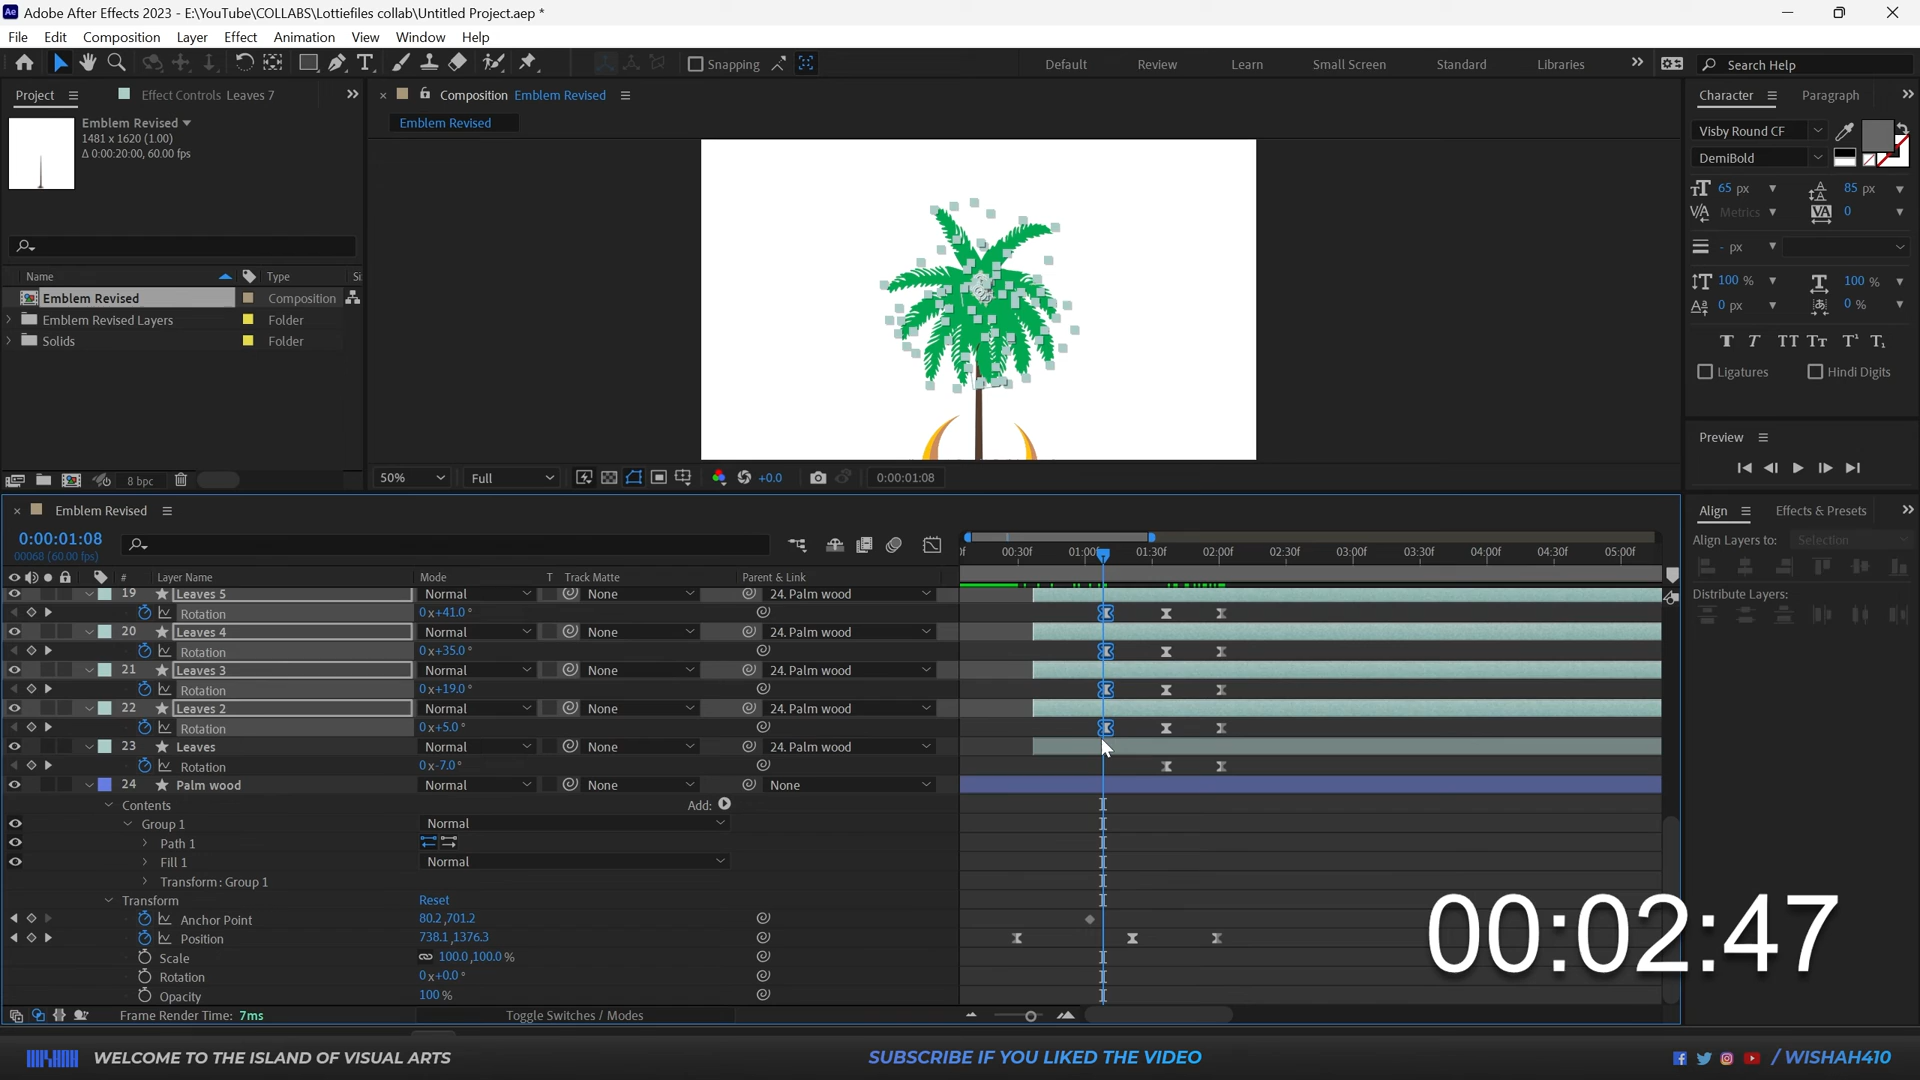 Adobe After Effects 2023 - E:\YouTube\COLLABS\Lottiefiles collab\Untitled Project.aep *
File Edit Composition Layer Effect Animation View Window Help
Snapping Default Review Learn Small Screen Standard Libraries Search Help
Project Effect Controls Leaves 7
Composition Emblem Revised
Character Paragraph
Emblem Revised
1481 x 1620 (1.00)
Δ 0:00:20:00, 60.00 fps
Emblem Revised
Visby Round CF
DemiBold
65 px 85 px
Metrics 0
- px
Name Type Si
100 % 100 %
0 px 0 %
Emblem Revised Composition
Emblem Revised Layers Folder
Solids Folder
Ligatures Hindi Digits
Preview
8 bpc
50% Full +0.0 0:00:01:08
Emblem Revised
0:00:01:08
00068 (60.00 fps)
Align Effects & Properties
Align Layers to: Selection
Distribute Layers:
00:30f 01:00f 01:30f 02:00f 02:30f 03:00f 03:30f 04:00f 04:30f 05:00f
# Layer Name Mode T Track Matte Parent & Link
19 Leaves 5 Normal None 24. Palm wood
Rotation 0 x+41.0 °
20 Leaves 4 Normal None 24. Palm wood
Rotation 0 x+35.0 °
21 Leaves 3 Normal None 24. Palm wood
Rotation 0 x+19.0 °
22 Leaves 2 Normal None 24. Palm wood
Rotation 0 x+5.0 °
23 Leaves Normal None 24. Palm wood
Rotation 0 x-7.0 °
24 Palm wood Normal None None
Contents Add:
Group 1 Normal
Path 1
Fill 1 Normal
Transform: Group 1
Transform Reset
Anchor Point 80.2,701.2
Position 738.1,1376.3
Scale 100.0,100.0 %
Rotation 0 x+0.0 °
Opacity 100 %
00:02:47
Frame Render Time: 7ms Toggle Switches / Modes
WELCOME TO THE ISLAND OF VISUAL ARTS SUBSCRIBE IF YOU LIKED THE VIDEO / WISHAH410